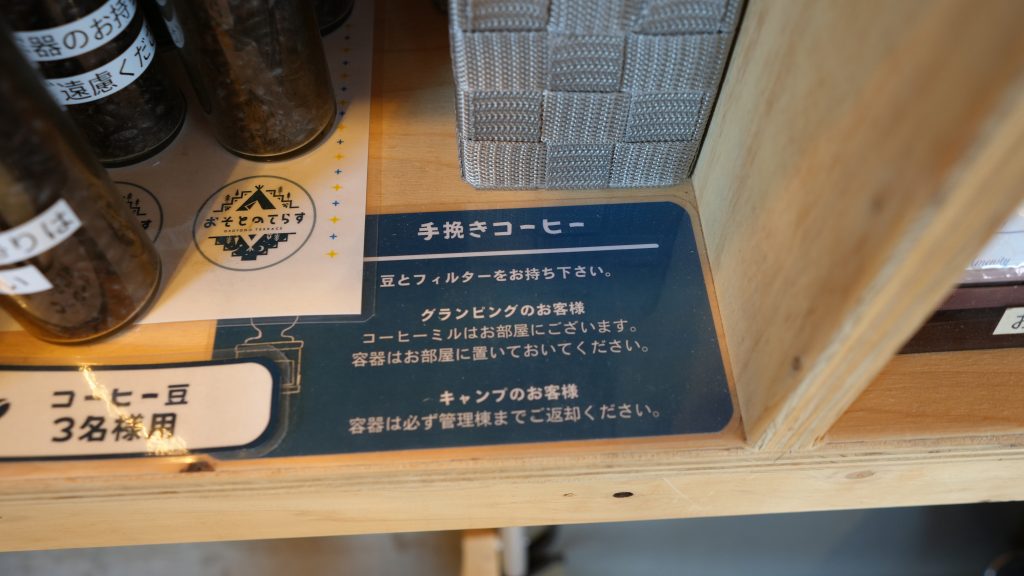 容器のお持
遠慮くだ
りは
い
おそとのてらす
OSOTONO TERRACE
手挽きコーヒー
豆とフィルターをお持ち下さい。
グランピングのお客様
コーヒーミルはお部屋にございます。
容器はお部屋に置いておいてください。
キャンプのお客様
容器は必ず管理棟までご返却ください。
コーヒー豆
3名様用